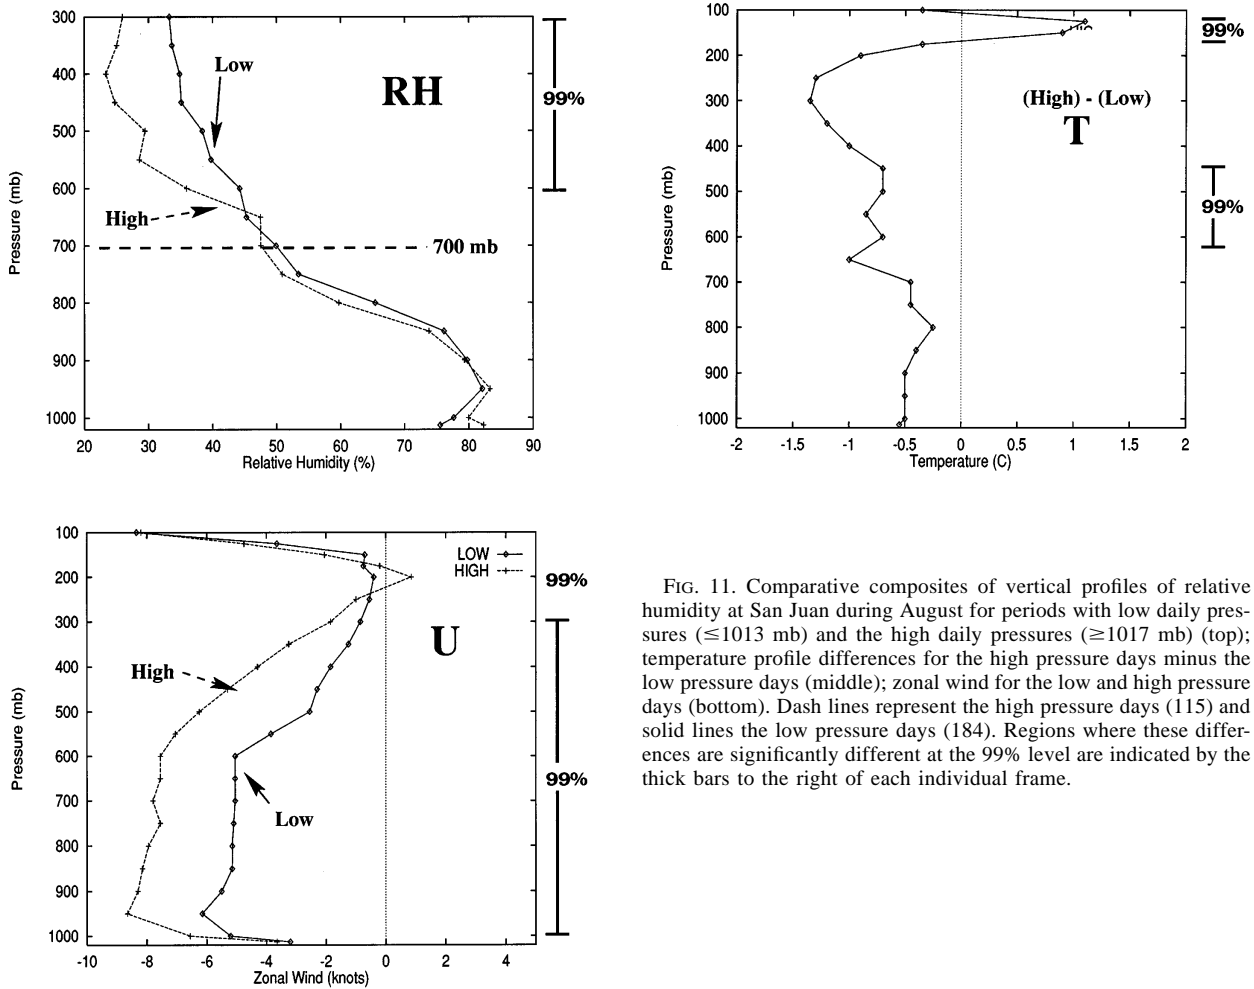 300
400
500
600
700
800
900
1000
Pressure (mb)
20 30 40 50 60 70 80 90
Relative Humidity (%)
Low
RH
High
700 mb
99%
100
200
300
400
500
600
700
800
900
1000
Pressure (mb)
-2 -1.5 -1 -0.5 0 0.5 1 1.5 2
Temperature (C)
(High) - (Low)
T
99%
99%
100
200
300
400
500
600
700
800
900
1000
Pressure (mb)
-10 -8 -6 -4 -2 0 2 4
Zonal Wind (knots)
LOW
HIGH
U
High
Low
99%
99%
FIG. 11. Comparative composites of vertical profiles of relative
humidity at San Juan during August for periods with low daily pres-
sures (≤1013 mb) and the high daily pressures (≥1017 mb) (top);
temperature profile differences for the high pressure days minus the
low pressure days (middle); zonal wind for the low and high pressure
days (bottom). Dash lines represent the high pressure days (115) and
solid lines the low pressure days (184). Regions where these differ-
ences are significantly different at the 99% level are indicated by the
thick bars to the right of each individual frame.